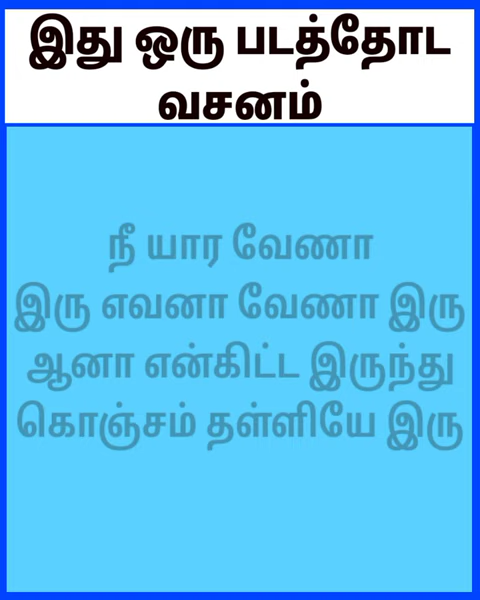 இது ஒரு படத்தோட
வசனம்
நீ யார வேணா
இரு எவனா வேணா இரு
ஆனா என்கிட்ட இருந்து
கொஞ்சம் தள்ளியே இரு